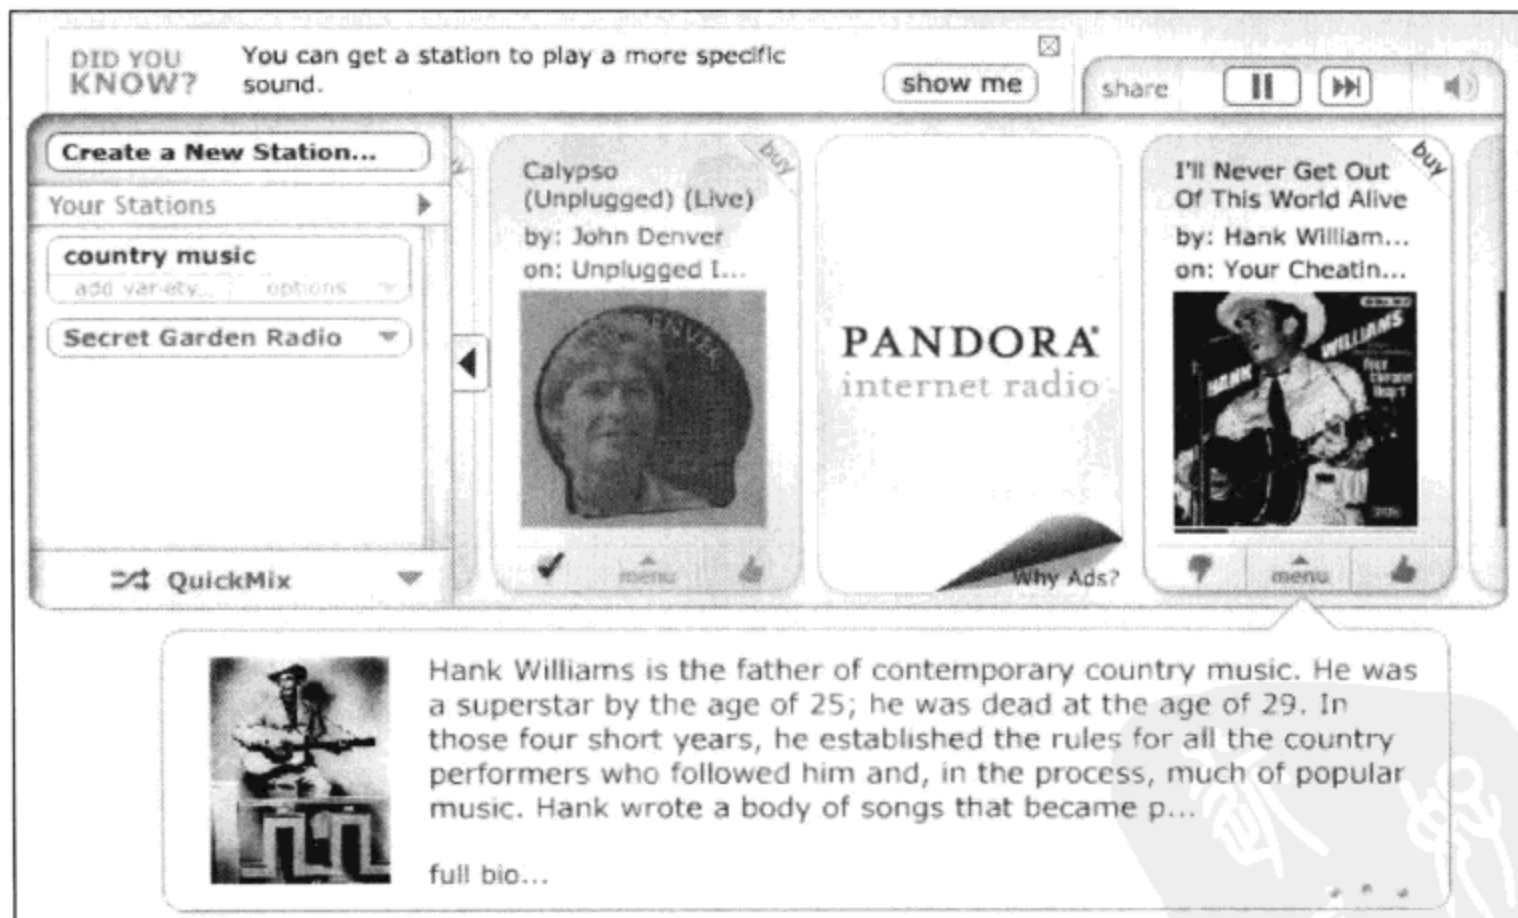 DID YOU
KNOW?
You can get a station to play a more specific
sound.
show me
share
Create a New Station...
Your Stations
country music
add variety... options
Secret Garden Radio
QuickMix
buy
Calypso
(Unplugged) (Live)
by: John Denver
on: Unplugged I...
DENVER
menu
PANDORA®
internet radio
Why Ads?
buy
I'll Never Get Out
Of This World Alive
by: Hank William...
on: Your Cheatin...
HANK WILLIAMS
menu
Hank Williams is the father of contemporary country music. He was
a superstar by the age of 25; he was dead at the age of 29. In
those four short years, he established the rules for all the country
performers who followed him and, in the process, much of popular
music. Hank wrote a body of songs that became p...
full bio...